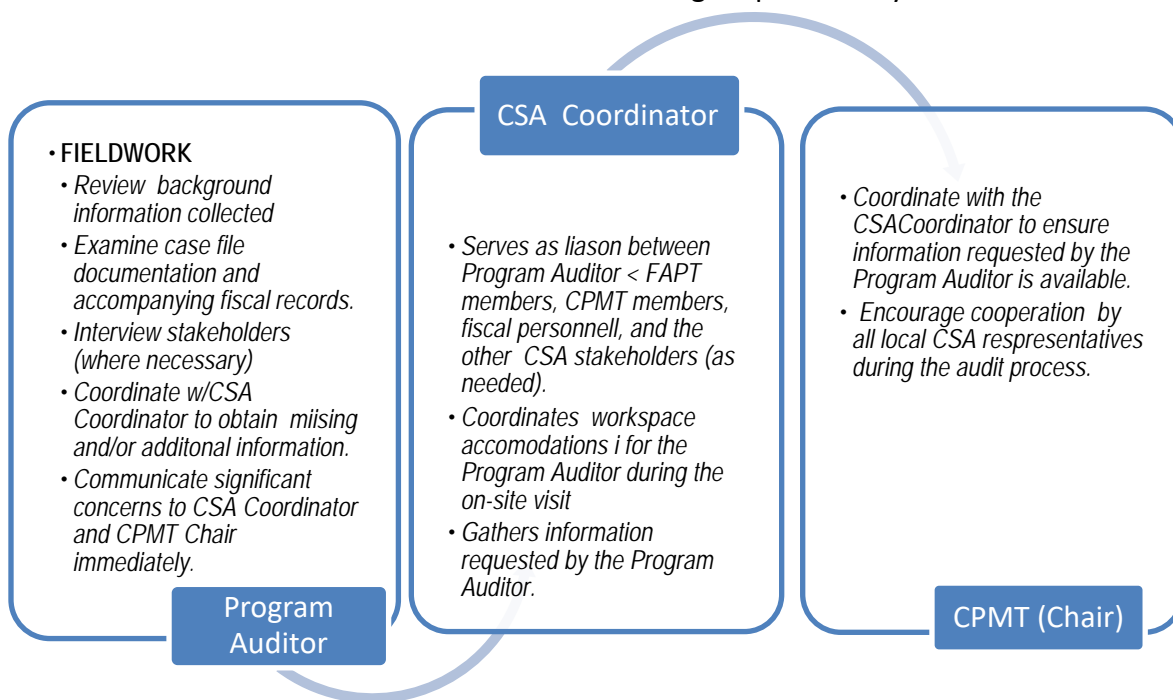 • FIELDWORK
• Review background
information collected
• Examine case file
documentation and
accompanying fiscal records.
• Interview stakeholders
(where necessary)
• Coordinate w/CSA
Coordinator to obtain miising
and/or additonal information.
• Communicate significant
concerns to CSA Coordinator
and CPMT Chair
immediately.
Program
Auditor
CSA Coordinator
• Serves as liason between
Program Auditor < FAPT
members, CPMT members,
fiscal personnell, and the
other CSA stakeholders (as
needed).
• Coordinates workspace
accomodations i for the
Program Auditor during the
on-site visit
• Gathers information
requested by the Program
Auditor.
• Coordinate with the
CSACoordinator to ensure
information requested by the
Program Auditor is available.
• Encourage cooperation by
all local CSA respresentatives
during the audit process.
CPMT (Chair)